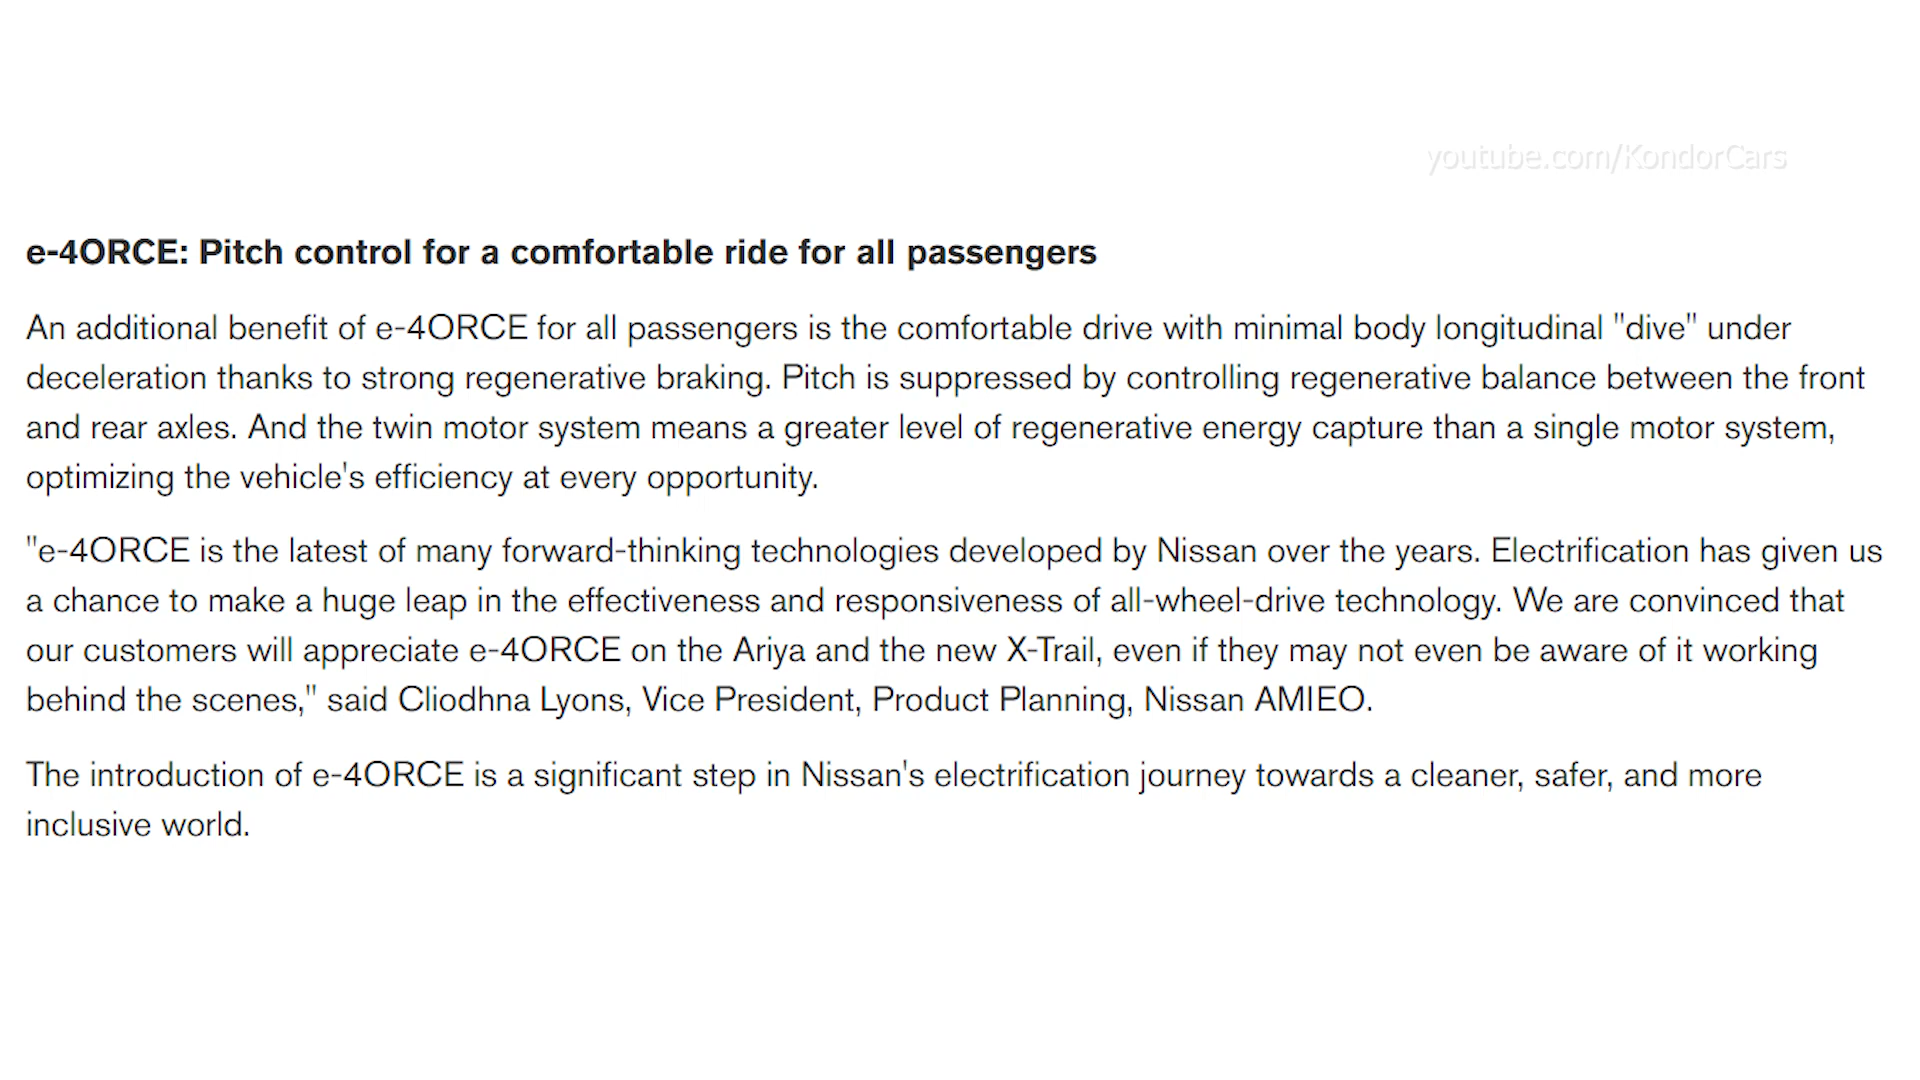 youtube.com/KondorCars
e-4ORCE: Pitch control for a comfortable ride for all passengers
An additional benefit of e-4ORCE for all passengers is the comfortable drive with minimal body longitudinal "dive" under
deceleration thanks to strong regenerative braking. Pitch is suppressed by controlling regenerative balance between the front
and rear axles. And the twin motor system means a greater level of regenerative energy capture than a single motor system,
optimizing the vehicle's efficiency at every opportunity.
"e-4ORCE is the latest of many forward-thinking technologies developed by Nissan over the years. Electrification has given us
a chance to make a huge leap in the effectiveness and responsiveness of all-wheel-drive technology. We are convinced that
our customers will appreciate e-4ORCE on the Ariya and the new X-Trail, even if they may not even be aware of it working
behind the scenes," said Cliodhna Lyons, Vice President, Product Planning, Nissan AMIEO.
The introduction of e-4ORCE is a significant step in Nissan's electrification journey towards a cleaner, safer, and more
inclusive world.